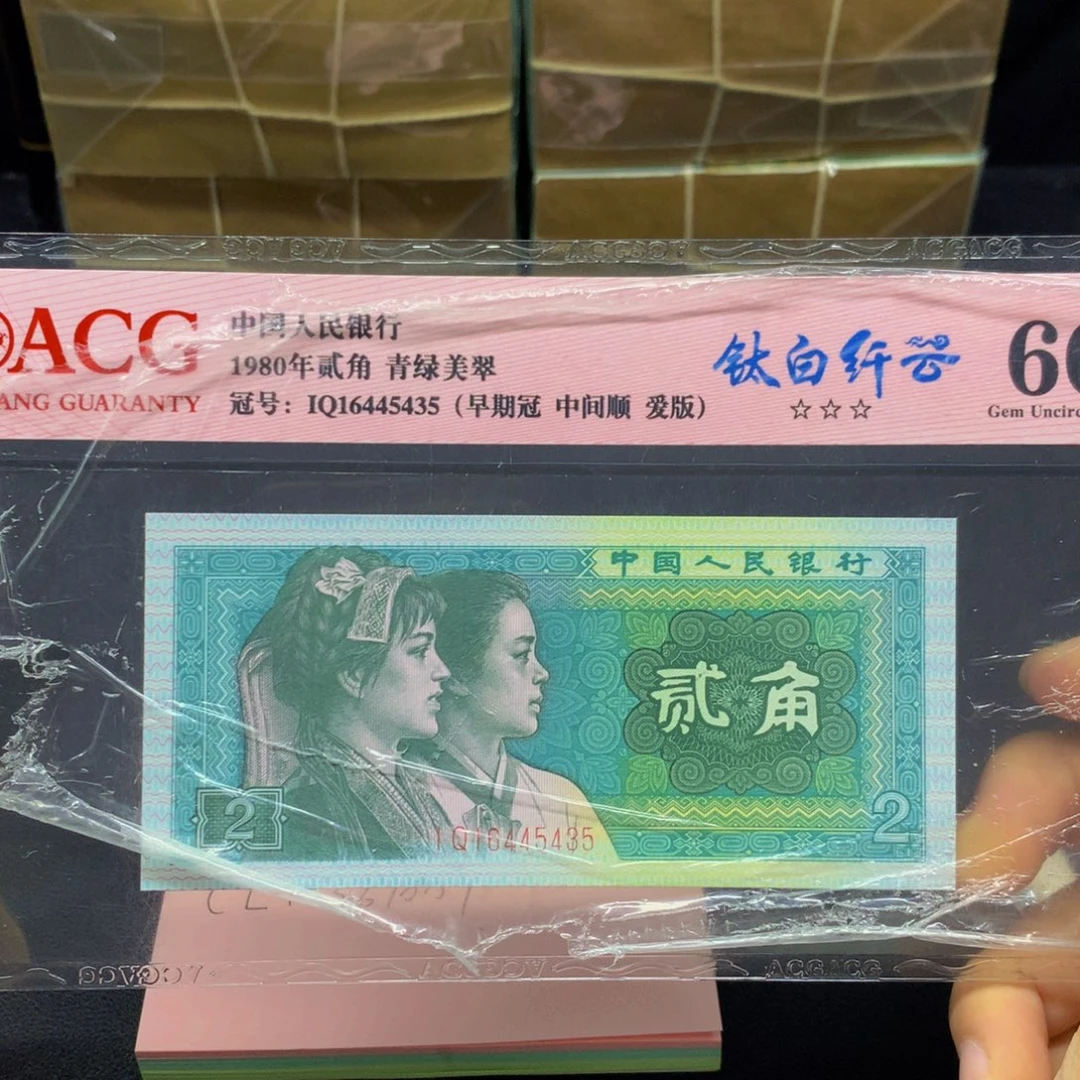 ACG
ANG GUARANTY
中国人民银行
1980年贰角 青绿美翠
冠号：IQ16445435（早期冠 中间顺 爱版）
钛白纤云
☆☆☆
Gem Uncirc
中国人民银行
贰角
2
2
IQ16445435
ACGACG